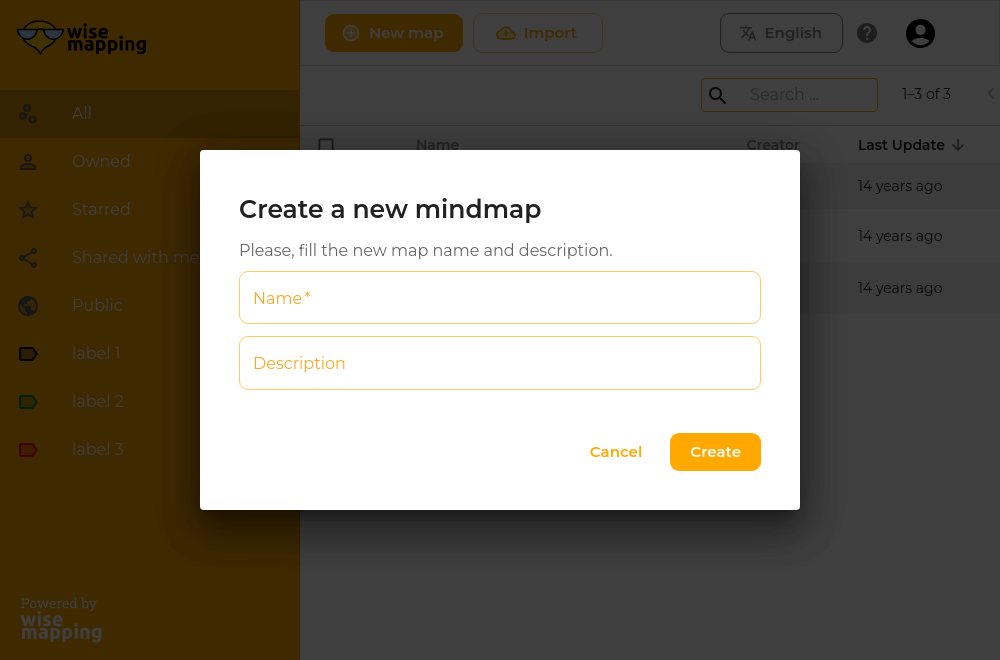 wise
mapping
New map
Import
English
Search ...
1–3 of 3
All
Owned
Starred
Shared with me
Public
label 1
label 2
label 3
Name
Creator
Last Update
14 years ago
14 years ago
14 years ago
Create a new mindmap
Please, fill the new map name and description.
Name *
Description
Cancel
Create
Powered by
wise
mapping